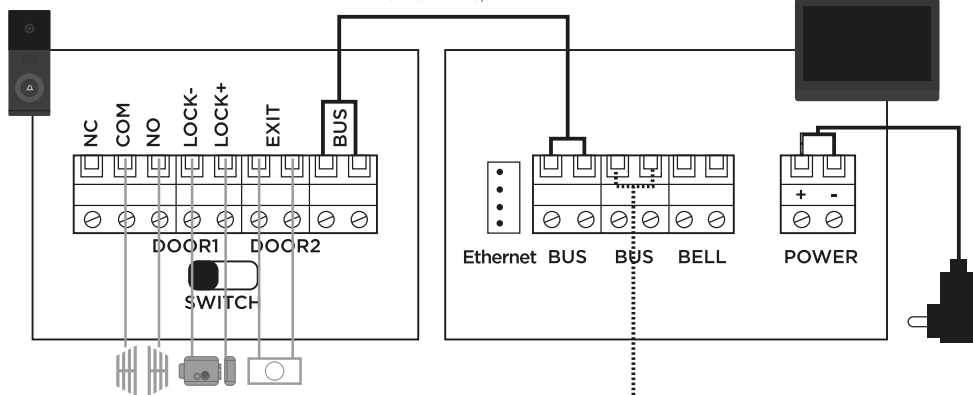 NC COM NO LOCK- LOCK+ EXIT BUS
+ -
DOOR1 DOOR2
SWITCH
Ethernet BUS BUS BELL POWER